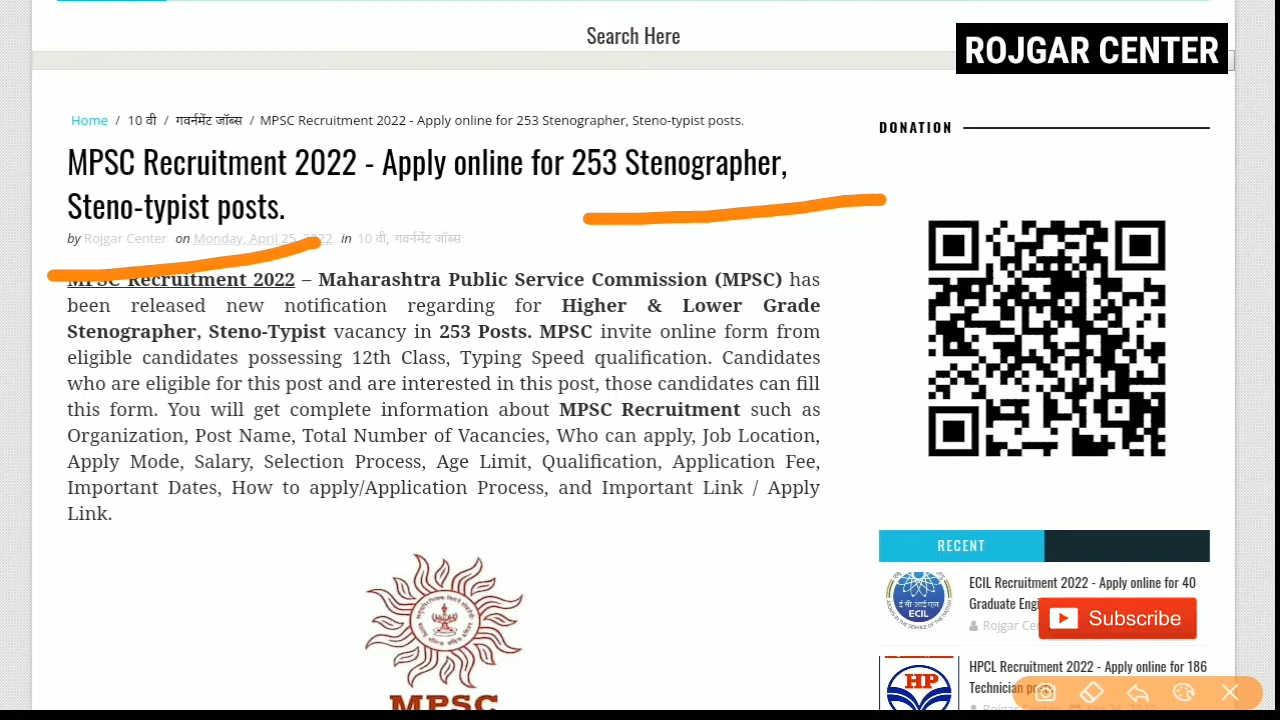 Search Here
ROJGAR CENTER
Home / 10 वी / गवर्नमेंट जॉब्स / MPSC Recruitment 2022 - Apply online for 253 Stenographer, Steno-typist posts.
MPSC Recruitment 2022 - Apply online for 253 Stenographer,
Steno-typist posts.
by Rojgar Center on Monday, April 25, 2022 in 10 वी, गवर्नमेंट जॉब्स
MPSC Recruitment 2022 – Maharashtra Public Service Commission (MPSC) has
been released new notification regarding for Higher & Lower Grade
Stenographer, Steno-Typist vacancy in 253 Posts. MPSC invite online form from
eligible candidates possessing 12th Class, Typing Speed qualification. Candidates
who are eligible for this post and are interested in this post, those candidates can fill
this form. You will get complete information about MPSC Recruitment such as
Organization, Post Name, Total Number of Vacancies, Who can apply, Job Location,
Apply Mode, Salary, Selection Process, Age Limit, Qualification, Application Fee,
Important Dates, How to apply/Application Process, and Important Link / Apply
Link.
MPSC
DONATION
RECENT
ECIL Recruitment 2022 - Apply online for 40
Graduate
Rojgar
Subscribe
ECIL
HPCL Recruitment 2022 - Apply online for 186
Technician
HP